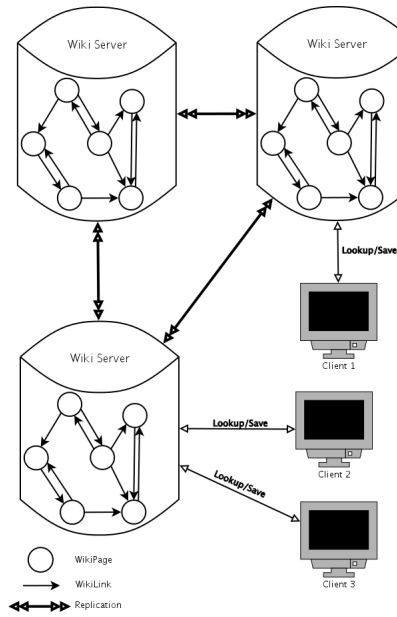 Wiki Server
Wiki Server
Lookup/Save
Client 1
Wiki Server
Lookup/Save
Client 2
Lookup/Save
Client 3
WikiPage
WikiLink
Replication